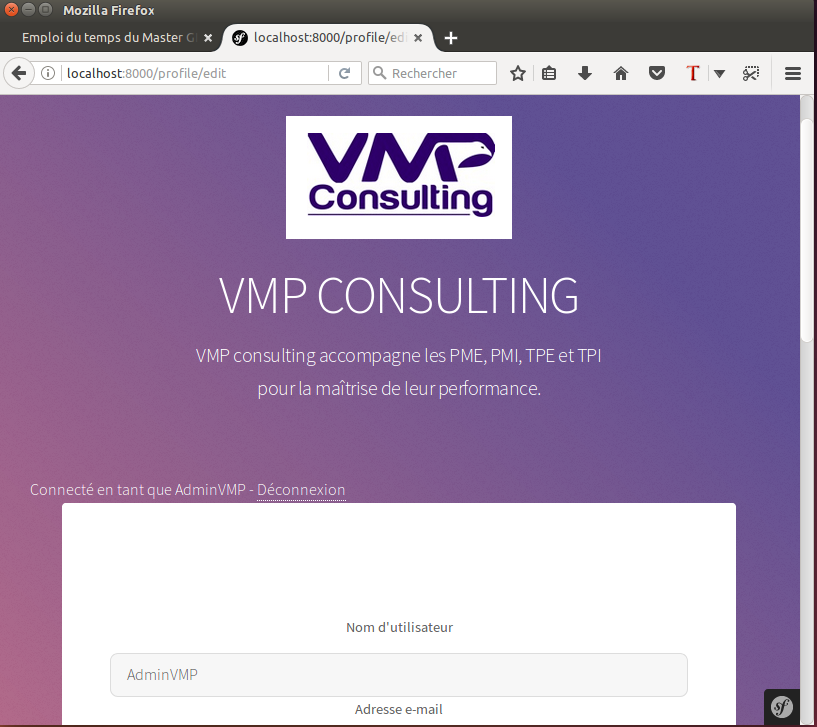 Mozilla Firefox
Emploi du temps du Master G
localhost:8000/profile/edi
localhost:8000/profile/edit
Rechercher
VMP
Consulting
VMP CONSULTING
VMP consulting accompagne les PME, PMI, TPE et TPI
pour la maîtrise de leur performance.
Connecté en tant que AdminVMP - Déconnexion
Nom d'utilisateur
AdminVMP
Adresse e-mail